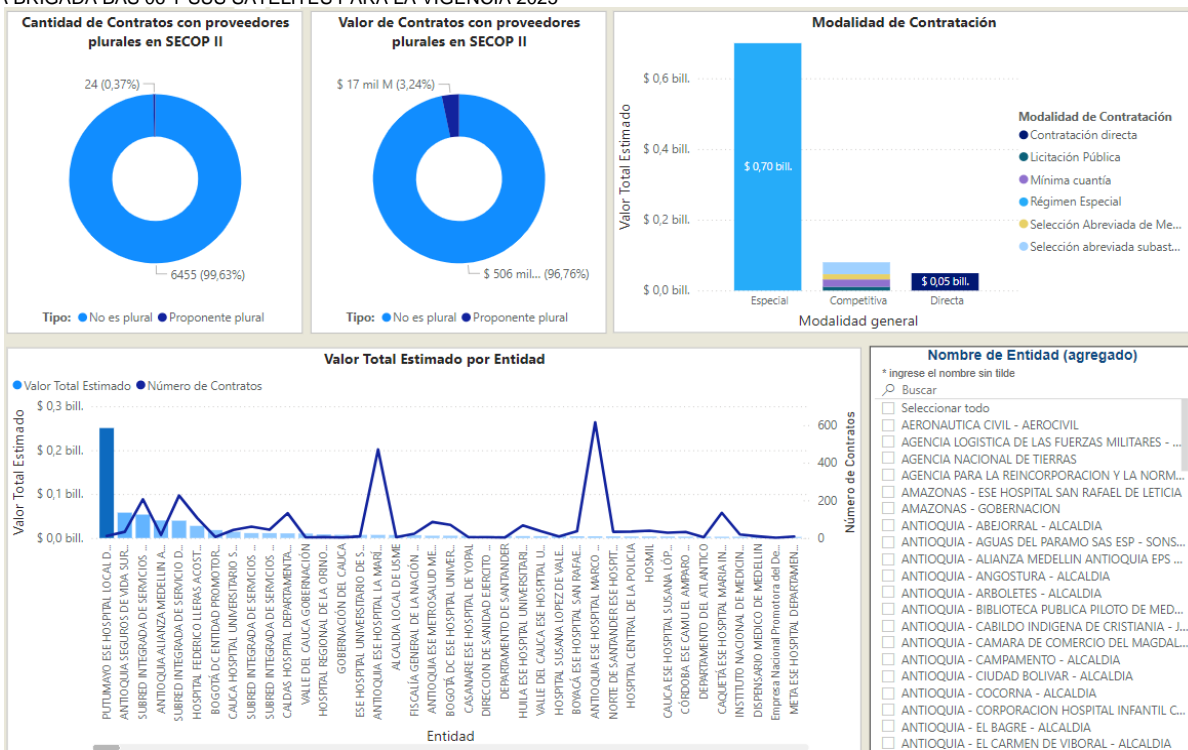 A BRIGADA BAS 06 Y SUS SATELITES PARA LA VIGENCIA 2025
Cantidad de Contratos con proveedores
plurales en SECOP II
24 (0,37%)
6455 (99,63%)
Tipo: No es plural Proponente plural
Valor de Contratos con proveedores
plurales en SECOP II
$ 17 mil M (3,24%)
$ 506 mil... (96,76%)
Tipo: No es plural Proponente plural
Modalidad de Contratación
Valor Total Estimado
$ 0,6 bill.
$ 0,4 bill.
$ 0,2 bill.
$ 0,0 bill.
$ 0,70 bill.
$ 0,05 bill.
Especial
Competitiva
Directa
Modalidad general
Modalidad de Contratación
Contratación directa
Licitación Pública
Mínima cuantía
Régimen Especial
Selección Abreviada de Me...
Selección abreviada subast...
Valor Total Estimado por Entidad
Valor Total Estimado Número de Contratos
Valor Total Estimado
$ 0,3 bill.
$ 0,2 bill.
$ 0,1 bill.
$ 0,0 bill.
Número de Contratos
600
400
200
0
PUTUMAYO ESE HOSPITAL LOCAL D...
ANTIOQUIA SEGUROS DE VIDA SUR...
SUBRED INTEGRADA DE SERVICIOS ...
ANTIOQUIA ALIANZA MEDELLIN A...
SUBRED INTEGRADA DE SERVICIO D...
HOSPITAL FEDERICO LLERAS ACOST...
BOGOTÁ DC ENTIDAD PROMOTOR...
CAUCA HOSPITAL UNIVERSITARIO S...
SUBRED INTEGRADA DE SERVICIOS ...
SUBRED INTEGRADA DE SERVICIOS ...
CALDAS HOSPITAL DEPARTAMENTA...
VALLE DEL CAUCA GOBERNACIÓN
HOSPITAL REGIONAL DE LA ORINO...
GOBERNACIÓN DEL CAUCA
ESE HOSPITAL UNIVERSITARIO DE S...
ANTIOQUIA ESE HOSPITAL LA MARÍ...
ALCALDIA LOCAL DE USME
FISCALÍA GENERAL DE LA NACIÓN ...
ANTIOQUIA ESE METROSALUD ME...
BOGOTÁ DC ESE HOSPITAL UNIVER...
CASANARE ESE HOSPITAL DE YOPAL
DIRECCION DE SANIDAD EJERCITO ...
DEPARTAMENTO DE SANTANDER
HUILA ESE HOSPITAL UNIVERSITARI...
VALLE DEL CAUCA ESE HOSPITAL U...
HOSPITAL SUSANA LOPEZ DE VALE...
BOYACÁ ESE HOSPITAL SAN RAFAE...
ANTIOQUIA ESE HOSPITAL MARCO ...
NORTE DE SANTANDER ESE HOSPIT...
HOSPITAL CENTRAL DE LA POLICÍA
HOSMIL
CAUCA ESE HOSPITAL SUSANA LÓP...
CÓRDOBA ESE CAMU EL AMPARO ...
DEPARTAMENTO DEL ATLANTICO
CAQUETÁ ESE HOSPITAL MARIA IN...
INSTITUTO NACIONAL DE MEDICIN...
DISPENSARIO MEDICO DE MEDELLIN
Empresa Nacional Promotora del De...
META ESE HOSPITAL DEPARTAMEN...
Entidad
Nombre de Entidad (agregado)
* ingrese el nombre sin tilde
Buscar
Seleccionar todo
AERONAUTICA CIVIL - AEROCIVIL
AGENCIA LOGISTICA DE LAS FUERZAS MILITARES - ...
AGENCIA NACIONAL DE TIERRAS
AGENCIA PARA LA REINCORPORACION Y LA NORM...
AMAZONAS - ESE HOSPITAL SAN RAFAEL DE LETICIA
AMAZONAS - GOBERNACION
ANTIOQUIA - ABEJORRAL - ALCALDIA
ANTIOQUIA - AGUAS DEL PARAMO SAS ESP - SONS...
ANTIOQUIA - ALIANZA MEDELLIN ANTIOQUIA EPS ...
ANTIOQUIA - ANGOSTURA - ALCALDIA
ANTIOQUIA - ARBOLETES - ALCALDIA
ANTIOQUIA - BIBLIOTECA PUBLICA PILOTO DE MED...
ANTIOQUIA - CABILDO INDIGENA DE CRISTIANIA - J...
ANTIOQUIA - CAMARA DE COMERCIO DEL MAGDAL...
ANTIOQUIA - CAMPAMENTO - ALCALDIA
ANTIOQUIA - CIUDAD BOLIVAR - ALCALDIA
ANTIOQUIA - COCORNA - ALCALDIA
ANTIOQUIA - CORPORACION HOSPITAL INFANTIL C...
ANTIOQUIA - EL BAGRE - ALCALDIA
ANTIOQUIA - EL CARMEN DE VIBORAL - ALCALDIA